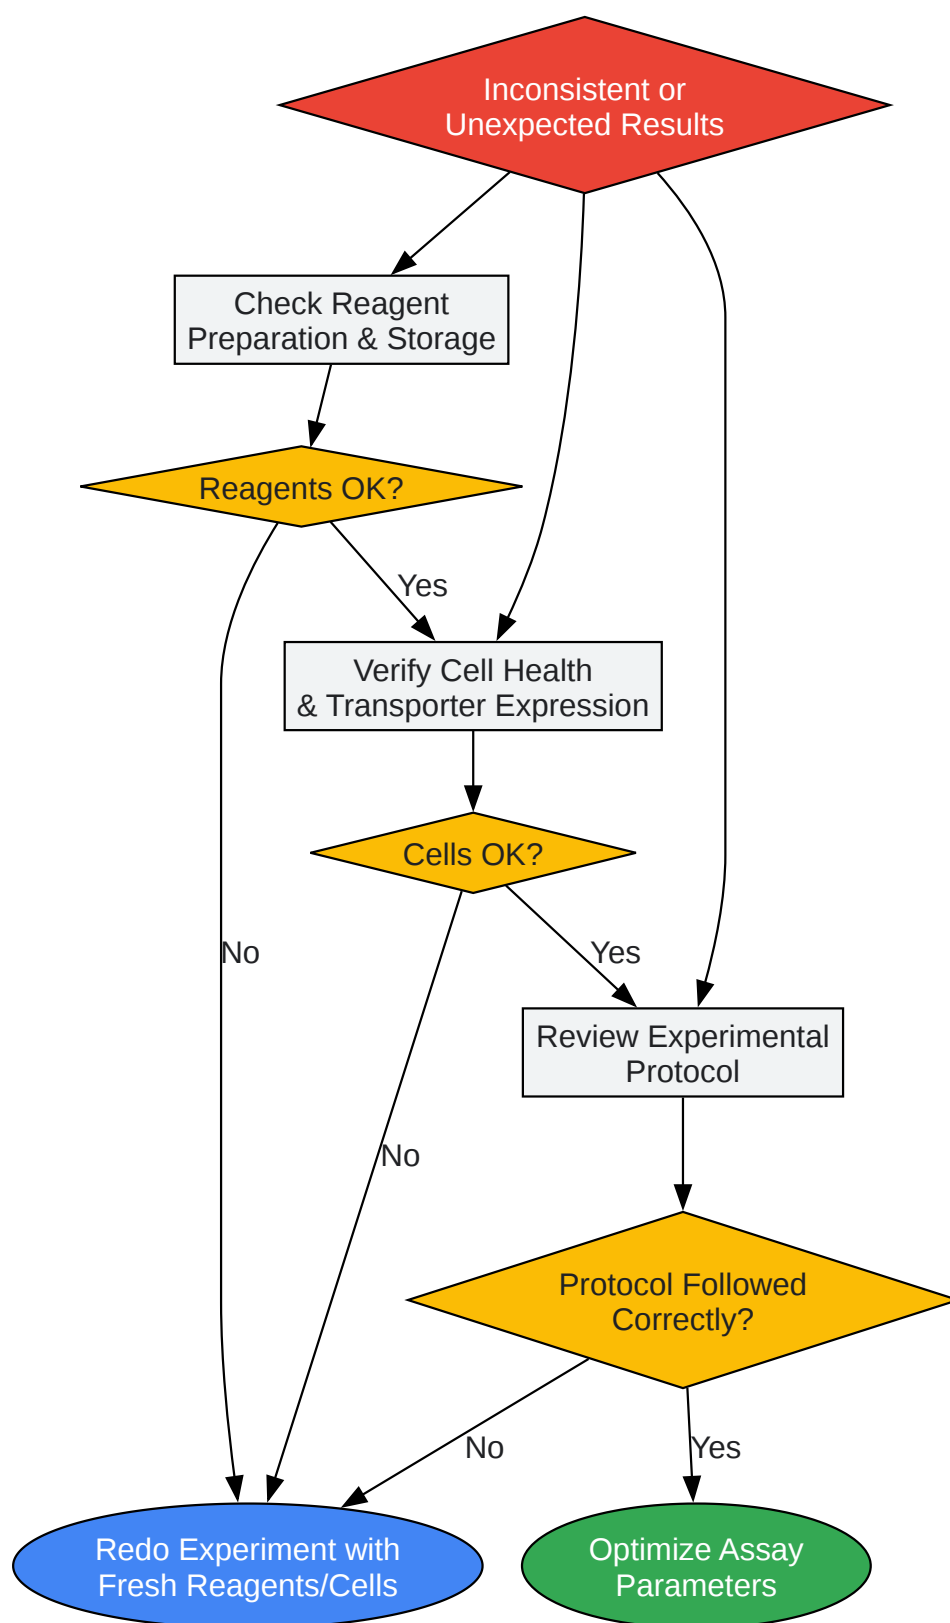 Inconsistent or
Unexpected Results
Check Reagent
Preparation & Storage
Reagents OK?
Yes
Verify Cell Health
& Transporter Expression
Cells OK?
No
Yes
Review Experimental
Protocol
No
Protocol Followed
Correctly?
No
Yes
Redo Experiment with
Fresh Reagents/Cells
Optimize Assay
Parameters